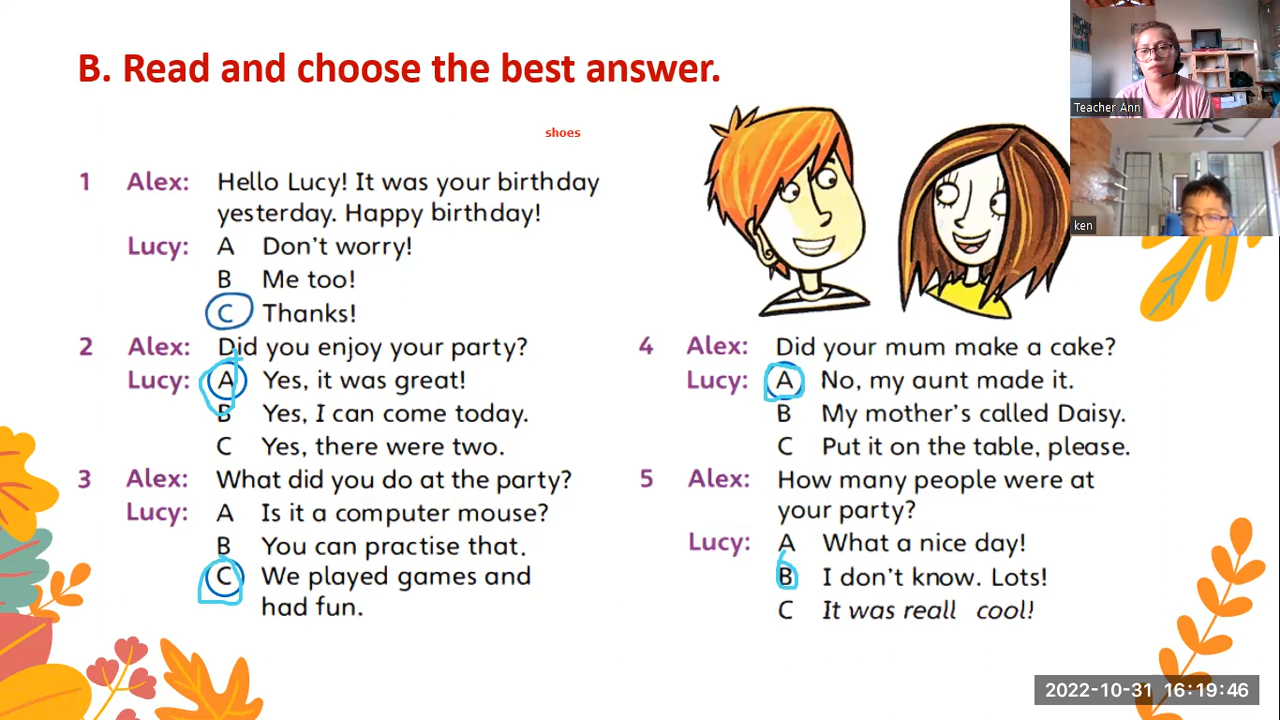 B. Read and choose the best answer.
shoes
1 Alex: Hello Lucy! It was your birthday
yesterday. Happy birthday!
Lucy: A Don't worry!
B Me too!
C Thanks!
2 Alex: Did you enjoy your party?
Lucy: A Yes, it was great!
B Yes, I can come today.
C Yes, there were two.
3 Alex: What did you do at the party?
Lucy: A Is it a computer mouse?
B You can practise that.
C We played games and
had fun.
4 Alex: Did your mum make a cake?
Lucy: A No, my aunt made it.
B My mother's called Daisy.
C Put it on the table, please.
5 Alex: How many people were at
your party?
Lucy: A What a nice day!
B I don't know. Lots!
C It was reall cool!
Teacher Ann
ken
2022-10-31 16:19:46